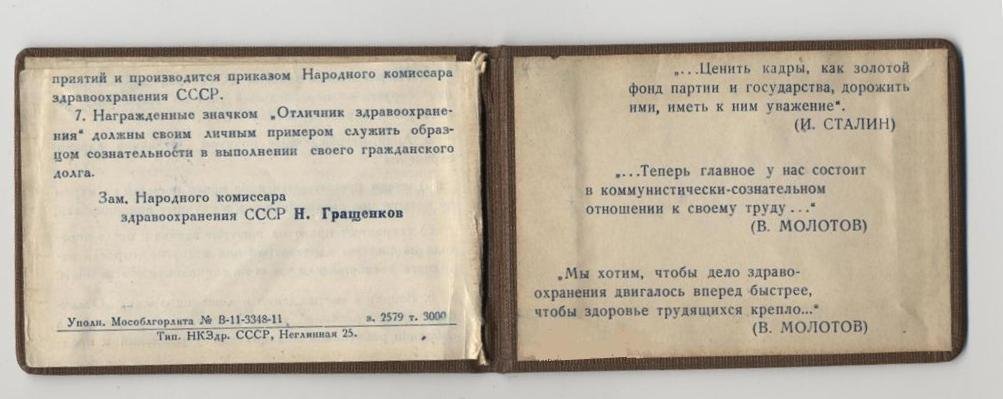 приятий и производится приказом Народного комиссара
здравоохранения СССР.
7. Награжденные значком „Отличник здравоохране-
ния“ должны своим личным примером служить образ-
цом сознательности в выполнении своего гражданского
долга.
Зам. Народного комиссара
здравоохранения СССР Н. Гращенков
Уполн. Мособлгорлита № В-11-3348-11 з. 2579 т. 3000
Тип. НКЗдр. СССР, Неглинная 25.
„...Ценить кадры, как золотой
фонд партии и государства, дорожить
ими, иметь к ним уважение“.
(И. СТАЛИН)
„...Теперь главное у нас состоит
в коммунистически-сознательном
отношении к своему труду...“
(В. МОЛОТОВ)
„Мы хотим, чтобы дело здраво-
охранения двигалось вперед быстрее,
чтобы здоровье трудящихся крепло...“
(В. МОЛОТОВ)